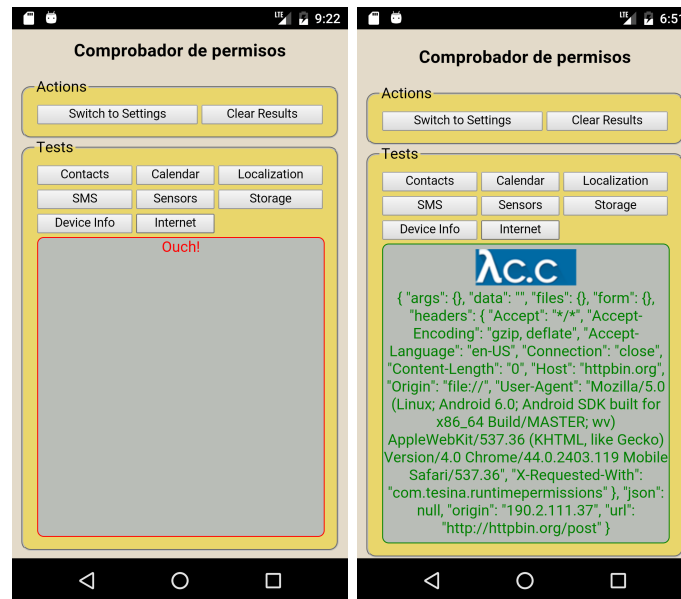 LTE 9:22
Comprobador de permisos
Actions
Switch to Settings Clear Results
Tests
Contacts Calendar Localization
SMS Sensors Storage
Device Info Internet
Ouch!
LTE 6:51
Comprobador de permisos
Actions
Switch to Settings Clear Results
Tests
Contacts Calendar Localization
SMS Sensors Storage
Device Info Internet
λc.c
{ "args": {}, "data": "", "files": {}, "form": {},
"headers": { "Accept": "*/*", "Accept-
Encoding": "gzip, deflate", "Accept-
Language": "en-US", "Connection": "close",
"Content-Length": "0", "Host": "httpbin.org",
"Origin": "file://", "User-Agent": "Mozilla/5.0
(Linux; Android 6.0; Android SDK built for
x86_64 Build/MASTER; wv)
AppleWebKit/537.36 (KHTML, like Gecko)
Version/4.0 Chrome/44.0.2403.119 Mobile
Safari/537.36", "X-Requested-With":
"com.tesina.runtimepermissions" }, "json":
null, "origin": "190.2.111.37", "url":
"http://httpbin.org/post" }